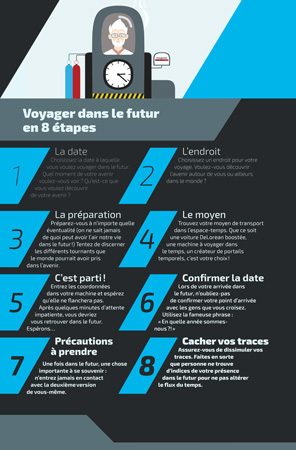 Voyager dans le futur
en 8 étapes
1
La date
Choisissez la date à laquelle
vous voulez voyager dans le futur.
Quel moment de votre avenir
voulez-vous voir ? Qu'est-ce que
vous voulez découvrir
de votre avenir ?
2
L'endroit
Choisissez un endroit pour votre
voyage. Voulez-vous découvrir
l'avenir autour de vous ou ailleurs
dans le monde ?
3
La préparation
Préparez-vous à n'importe quelle
éventualité (on ne sait jamais
de quoi peut avoir l'air notre vie
dans le futur !) Tentez de discerner
les différents tournants que
le monde pourrait avoir pris
dans l'avenir.
4
Le moyen
Trouvez votre moyen de transport
dans l'espace-temps. Que ce soit
une voiture DeLorean boostée,
une machine à voyager dans
le temps, un créateur de portails
temporels, c'est votre choix !
5
C'est parti !
Entrez les coordonnées
dans votre machine et espérez
qu'elle ne flanchera pas.
Après quelques minutes d'attente
impatiente, vous devriez
vous retrouver dans le futur.
Espérons...
6
Confirmer la date
Lors de votre arrivée dans
le futur, n'oubliez-pas
de confirmer votre point d'arrivée
avec les gens que vous croisez.
Utilisez la fameuse phrase :
« En quelle année sommes-
nous ?! »
7
Précautions
à prendre
Une fois dans le futur, une chose
importante à se souvenir :
n'entrez jamais en contact
avec la deuxième version
de vous-même.
8
Cacher vos traces
Assurez-vous de dissimuler vos
traces. Faites en sorte
que personne ne trouve
d'indices de votre présence
dans le futur pour ne pas altérer
le flux du temps.